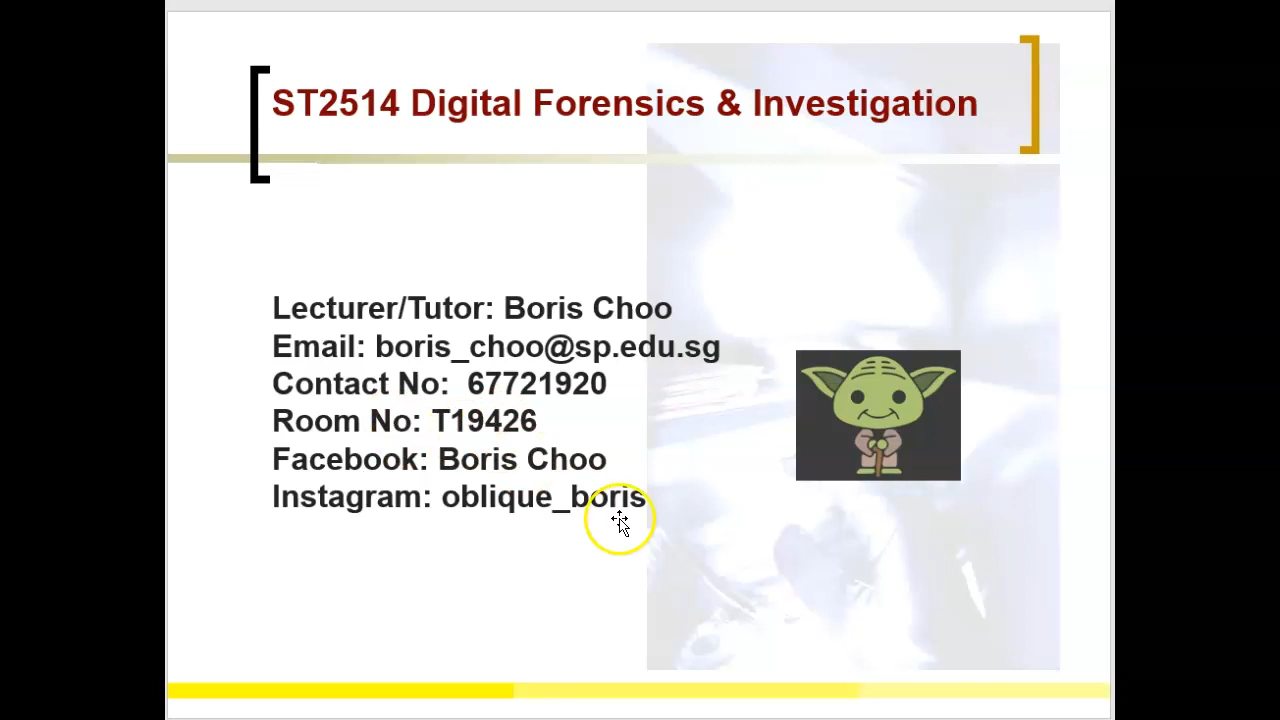 ST2514 Digital Forensics & Investigation
Lecturer/Tutor: Boris Choo
Email: boris_choo@sp.edu.sg
Contact No:  67721920
Room No: T19426
Facebook: Boris Choo
Instagram: oblique_boris